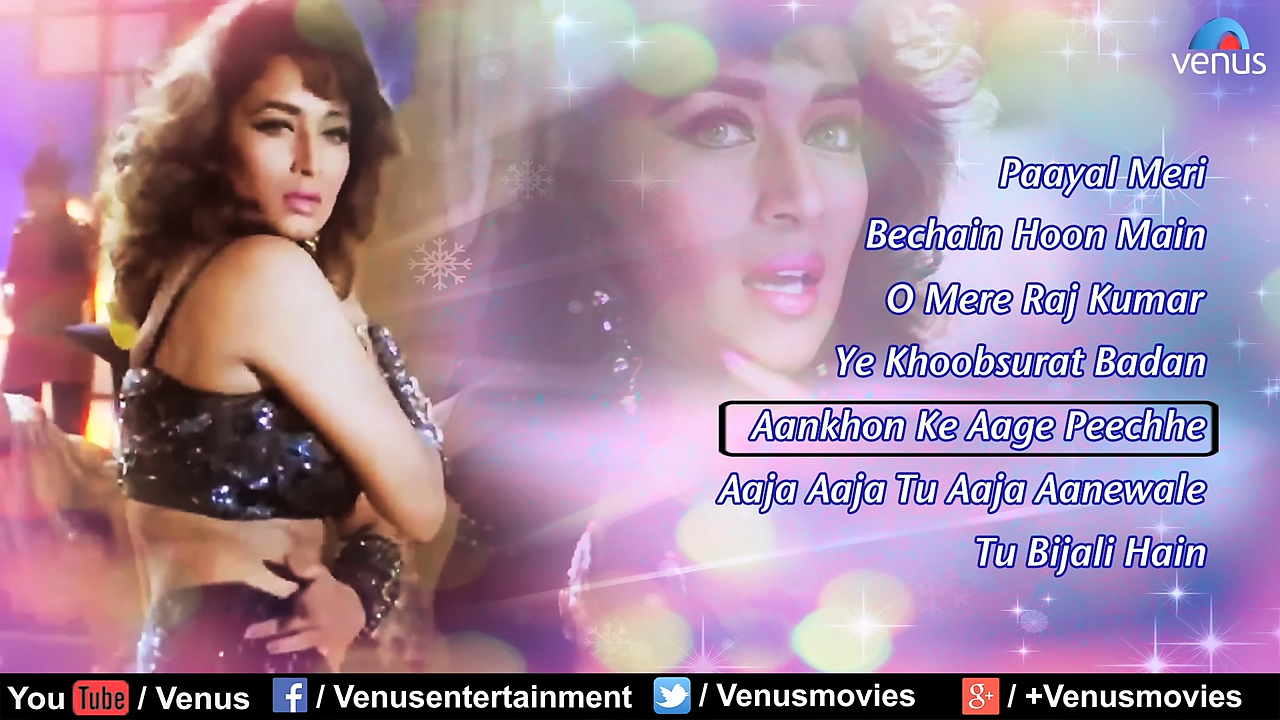 venus
Paayal Meri
Bechain Hoon Main
O Mere Raj Kumar
Ye Khoobsurat Badan
Aankhon Ke Aage Peechhe
Aaja Aaja Tu Aaja Aanewale
Tu Bijali Hain
You Tube / Venus f / Venusentertainment / Venusmovies g+ / +Venusmovies